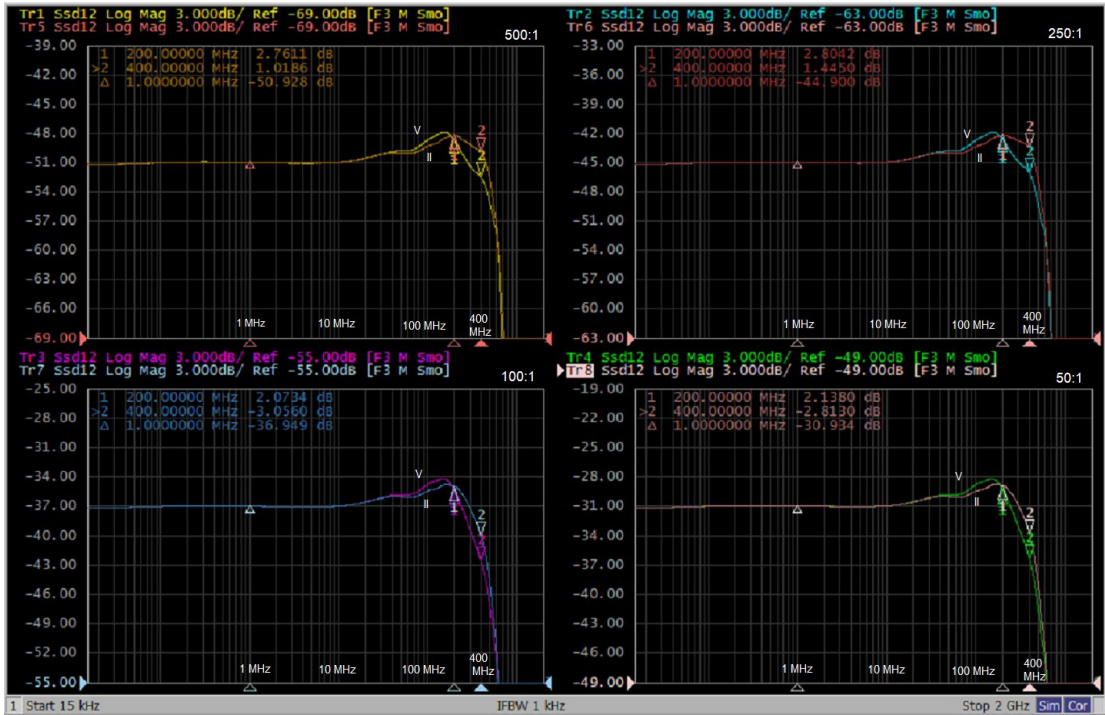 Tr1 Ssd12 Log Mag 3.000dB/ Ref -69.00dB [F3 M Smo]
Tr5 Ssd12 Log Mag 3.000dB/ Ref -69.00dB [F3 M Smo]
500:1
-39.00
-42.00
-45.00
-48.00
-51.00
-54.00
-57.00
-60.00
-63.00
-66.00
-69.00
1 200.00000 MHz 2.7611 dB
>2 400.00000 MHz 1.0186 dB
Δ 1.0000000 MHz -50.928 dB
V
II
2
2
1
1 MHz
10 MHz
100 MHz
400
MHz
Tr2 Ssd12 Log Mag 3.000dB/ Ref -63.00dB [F3 M Smo]
Tr6 Ssd12 Log Mag 3.000dB/ Ref -63.00dB [F3 M Smo]
250:1
-33.00
-36.00
-39.00
-42.00
-45.00
-48.00
-51.00
-54.00
-57.00
-60.00
-63.00
1 200.00000 MHz 2.8042 dB
>2 400.00000 MHz 1.4450 dB
Δ 1.0000000 MHz -44.900 dB
V
II
2
2
1
1 MHz
10 MHz
100 MHz
400
MHz
Tr3 Ssd12 Log Mag 3.000dB/ Ref -55.00dB [F3 M Smo]
Tr7 Ssd12 Log Mag 3.000dB/ Ref -55.00dB [F3 M Smo]
100:1
-25.00
-28.00
-31.00
-34.00
-37.00
-40.00
-43.00
-46.00
-49.00
-52.00
-55.00
1 200.00000 MHz 2.0734 dB
>2 400.00000 MHz -3.0560 dB
Δ 1.0000000 MHz -36.949 dB
V
II
2
2
1
1 MHz
10 MHz
100 MHz
400
MHz
Tr4 Ssd12 Log Mag 3.000dB/ Ref -49.00dB [F3 M Smo]
Tr8 Ssd12 Log Mag 3.000dB/ Ref -49.00dB [F3 M Smo]
50:1
-19.00
-22.00
-25.00
-28.00
-31.00
-34.00
-37.00
-40.00
-43.00
-46.00
-49.00
1 200.00000 MHz 2.1380 dB
>2 400.00000 MHz -2.8130 dB
Δ 1.0000000 MHz -30.934 dB
V
II
2
2
1
1 MHz
10 MHz
100 MHz
400
MHz
1 Start 15 kHz IFBW 1 kHz Stop 2 GHz Sim Cor